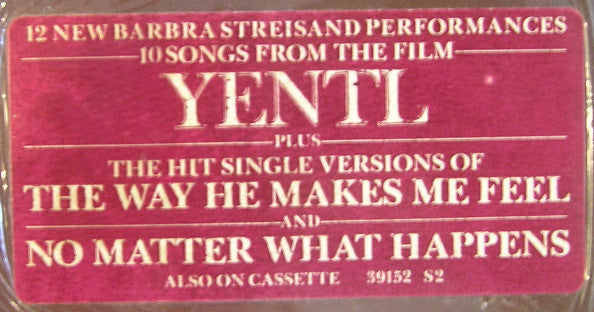 12 NEW BARBRA STREISAND PERFORMANCES
10 SONGS FROM THE FILM
YENTL
PLUS
THE HIT SINGLE VERSIONS OF
THE WAY HE MAKES ME FEEL
AND
NO MATTER WHAT HAPPENS
ALSO ON CASSETTE 39152 S2